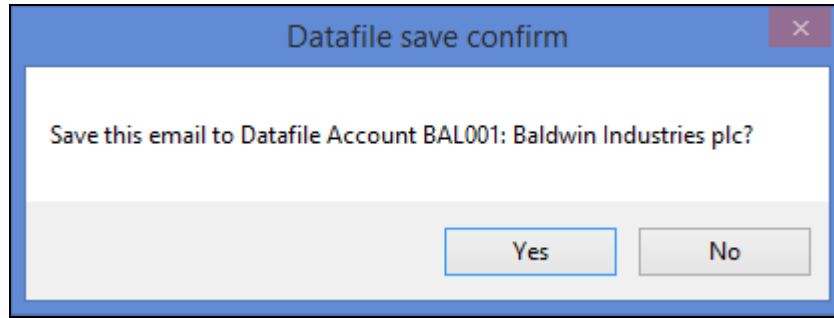 Datafile save confirm
Save this email to Datafile Account BAL001: Baldwin Industries plc?
Yes
No